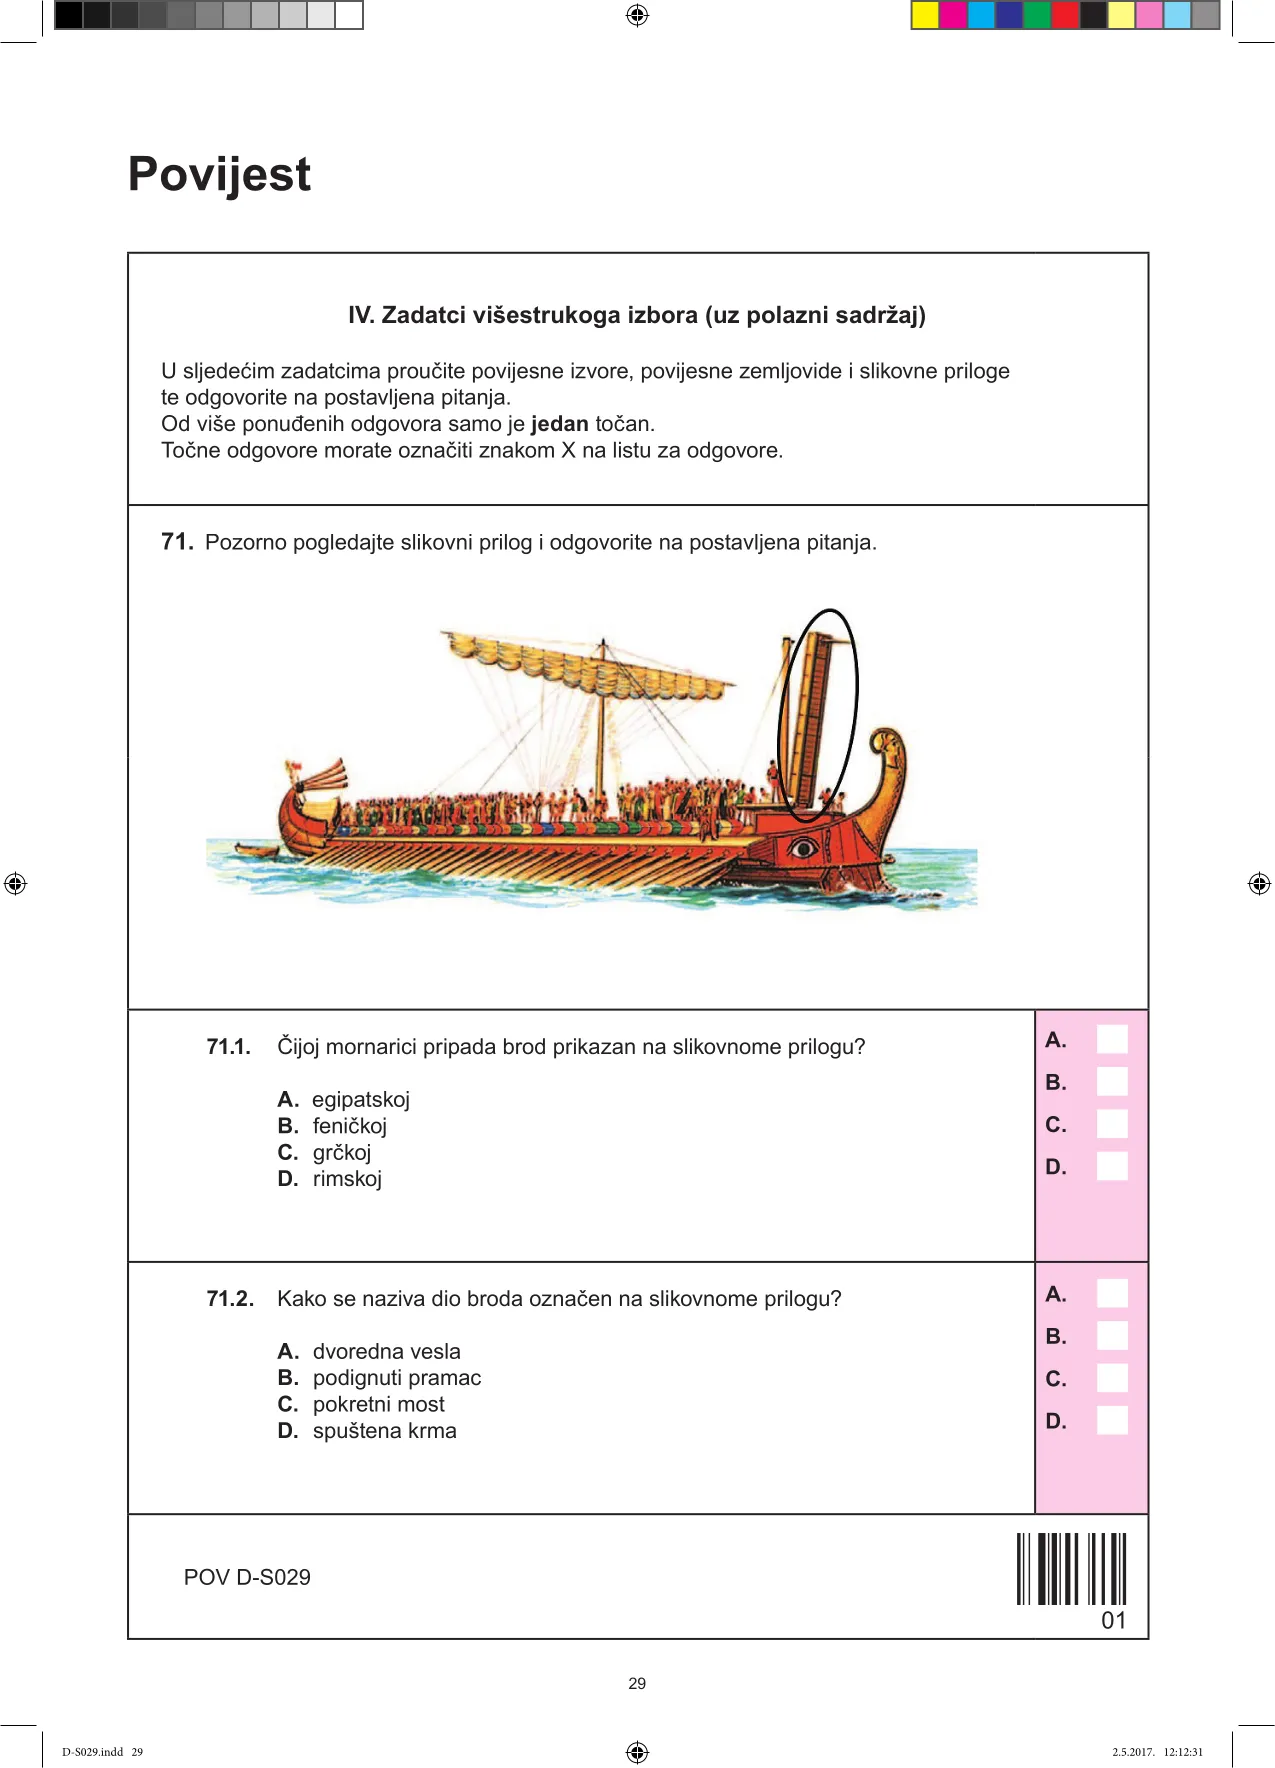 Povijest
IV. Zadatci višestrukoga izbora (uz polazni sadržaj)
U sljedećim zadatcima proučite povijesne izvore, povijesne zemljovide i slikovne priloge
te odgovorite na postavljena pitanja.
Od više ponuđenih odgovora samo je jedan točan.
Točne odgovore morate označiti znakom X na listu za odgovore.
71. Pozorno pogledajte slikovni prilog i odgovorite na postavljena pitanja.
71.1. Čijoj mornarici pripada brod prikazan na slikovnome prilogu?
A. egipatskoj
B. feničkoj
C. grčkoj
D. rimskoj
A.
B.
C.
D.
71.2. Kako se naziva dio broda označen na slikovnome prilogu?
A. dvoredna vesla
B. podignuti pramac
C. pokretni most
D. spuštena krma
A.
B.
C.
D.
POV D-S029
01
29
D-S029.indd 29
2.5.2017. 12:12:31